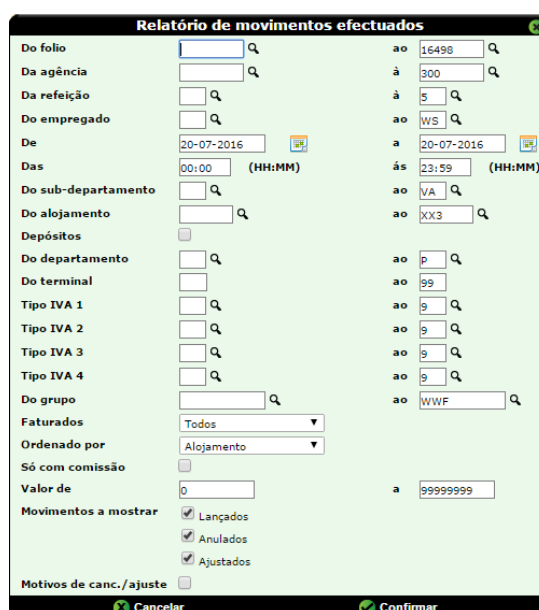 Relatório de movimentos efectuados
Do folio ao 16498
Da agência à 300
Da refeição à 5
Do empregado ao WS
De 20-07-2016 a 20-07-2016
Das 00:00 (HH:MM) ás 23:59 (HH:MM)
Do sub-departamento ao VA
Do alojamento ao XX3
Depósitos
Do departamento ao P
Do terminal ao 99
Tipo IVA 1 ao 9
Tipo IVA 2 ao 9
Tipo IVA 3 ao 9
Tipo IVA 4 ao 9
Do grupo ao WWF
Faturados Todos
Ordenado por Alojamento
Só com comissão
Valor de 0 a 99999999
Movimentos a mostrar Lançados
Anulados
Ajustados
Motivos de canc./ajuste
Cancelar Confirmar